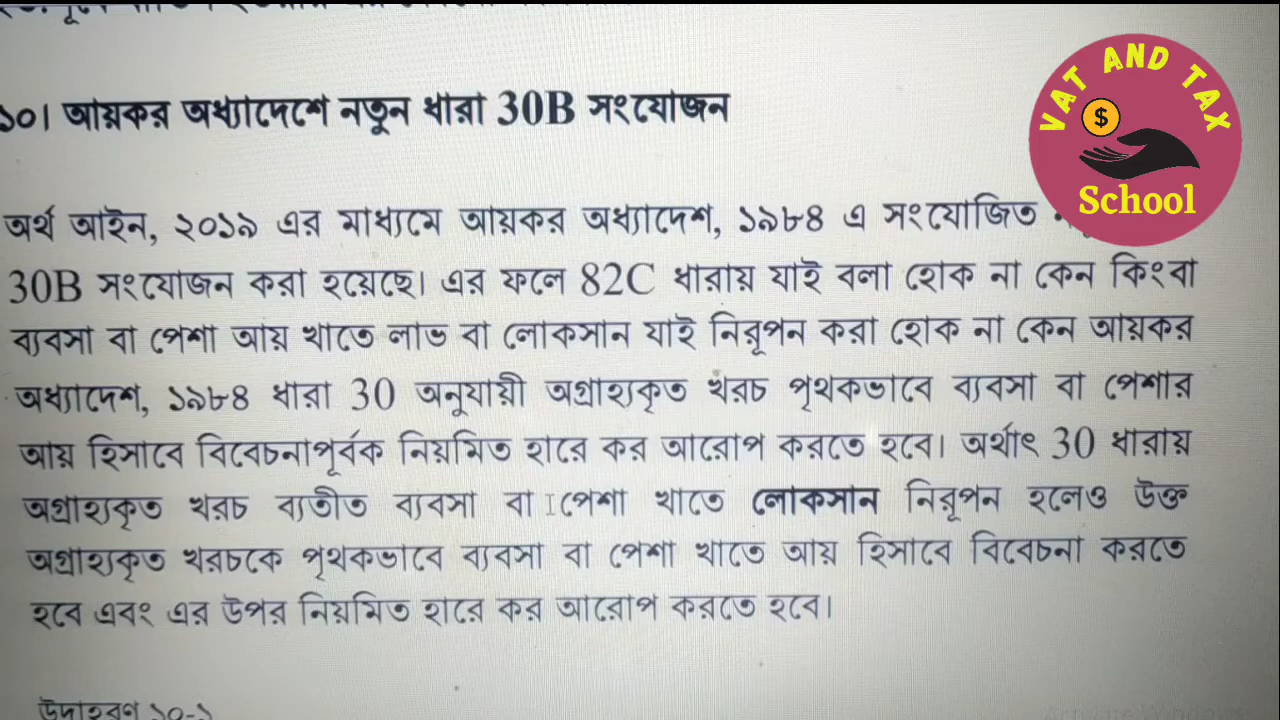 ১০। আয়কর অধ্যাদেশে নতুন ধারা 30B সংযোজন
VAT AND TAX
$
School
অর্থ আইন, ২০১৯ এর মাধ্যমে আয়কর অধ্যাদেশ, ১৯৮৪ এ সংযোজিত
30B সংযোজন করা হয়েছে। এর ফলে 82C ধারায় যাই বলা হোক না কেন কিংবা
ব্যবসা বা পেশা আয় খাতে লাভ বা লোকসান যাই নিরূপন করা হোক না কেন আয়কর
অধ্যাদেশ, ১৯৮৪ ধারা 30 অনুযায়ী অগ্রাহ্যকৃত খরচ পৃথকভাবে ব্যবসা বা পেশার
আয় হিসাবে বিবেচনাপূর্বক নিয়মিত হারে কর আরোপ করতে হবে। অর্থাৎ 30 ধারায়
অগ্রাহ্যকৃত খরচ ব্যতীত ব্যবসা বা পেশা খাতে লোকসান নিরূপন হলেও উক্ত
অগ্রাহ্যকৃত খরচকে পৃথকভাবে ব্যবসা বা পেশা খাতে আয় হিসাবে বিবেচনা করতে
হবে এবং এর উপর নিয়মিত হারে কর আরোপ করতে হবে।
উদাহরণ ১০-১